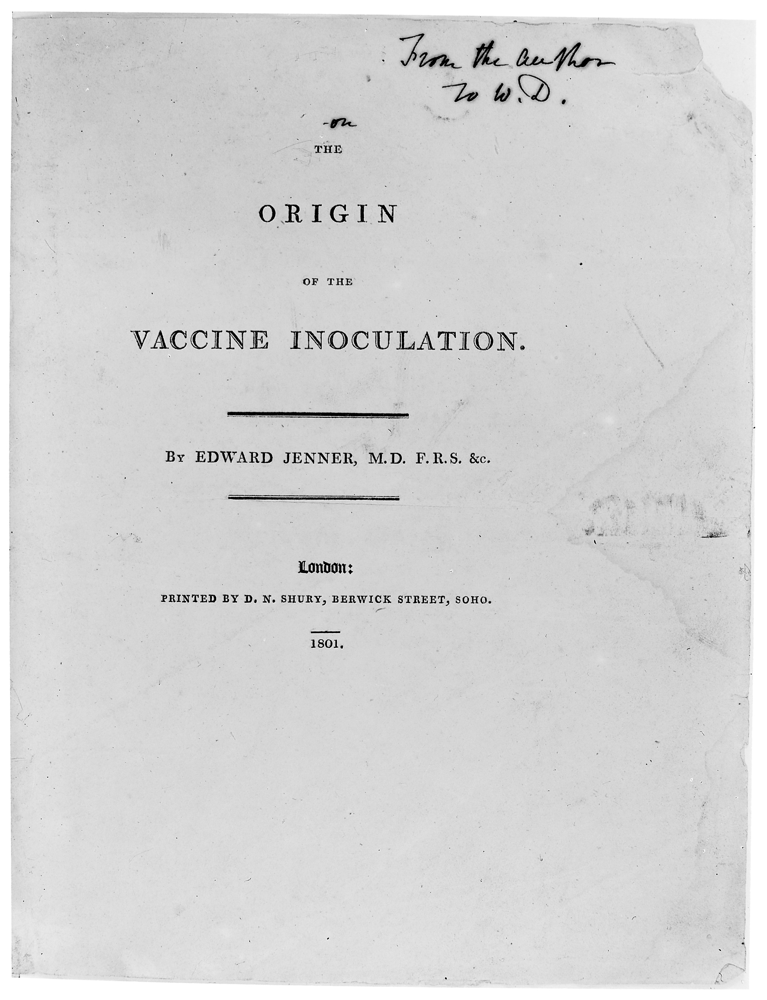 From the author
To W. D.
-on
THE
ORIGIN
OF THE
VACCINE INOCULATION.
By EDWARD JENNER, M.D. F.R.S. &c.
London:
PRINTED BY D. N. SHURY, BERWICK STREET, SOHO.
1801.